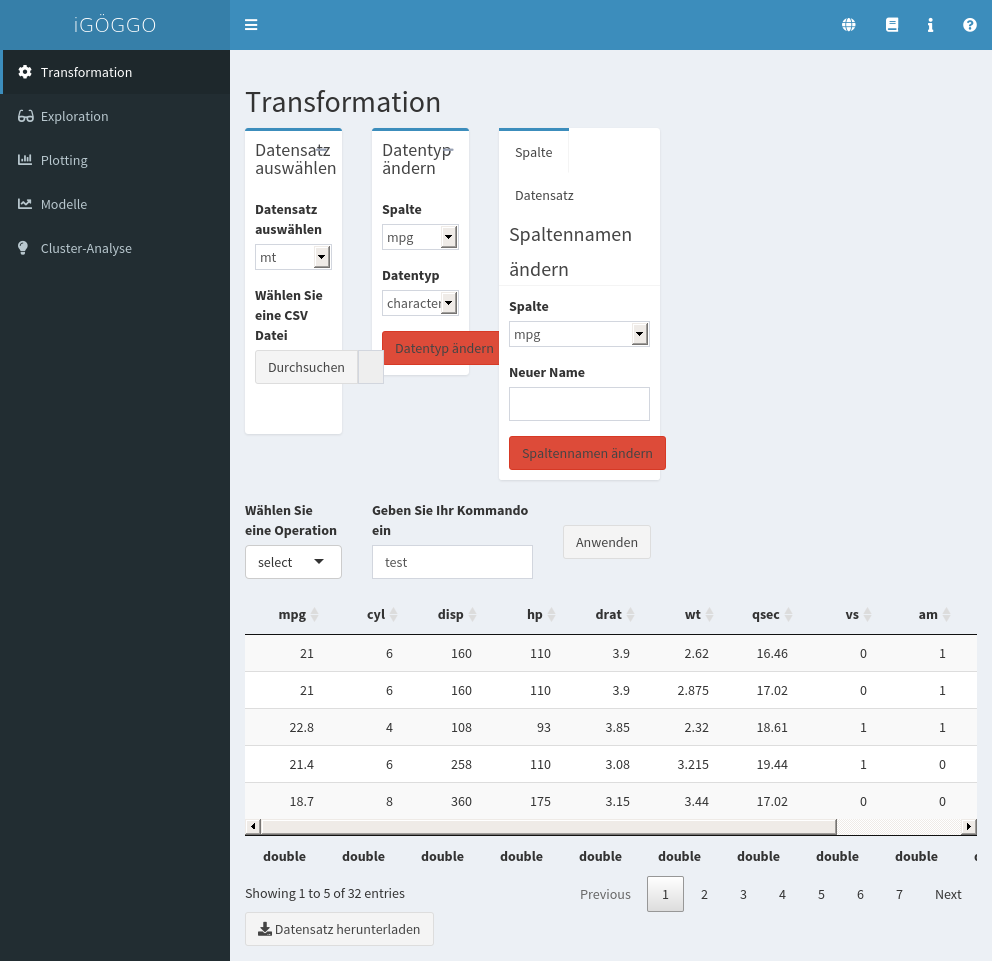 iGÖGGO
Transformation
Exploration
Plotting
Modelle
Cluster-Analyse
Transformation
Datensatz
auswählen
Datensatz
auswählen
mt
Wählen Sie
eine CSV
Datei
Durchsuchen
Datentyp
ändern
Spalte
mpg
Datentyp
character
Datentyp ändern
Spalte
Datensatz
Spaltennamen
ändern
Spalte
mpg
Neuer Name
Spaltennamen ändern
Wählen Sie
eine Operation
select
Geben Sie Ihr Kommando
ein
test
Anwenden
mpg cyl disp hp drat wt qsec vs am
21 6 160 110 3.9 2.62 16.46 0 1
21 6 160 110 3.9 2.875 17.02 0 1
22.8 4 108 93 3.85 2.32 18.61 1 1
21.4 6 258 110 3.08 3.215 19.44 1 0
18.7 8 360 175 3.15 3.44 17.02 0 0
double double double double double double double double double
Showing 1 to 5 of 32 entries
Previous 1 2 3 4 5 6 7 Next
Datensatz herunterladen